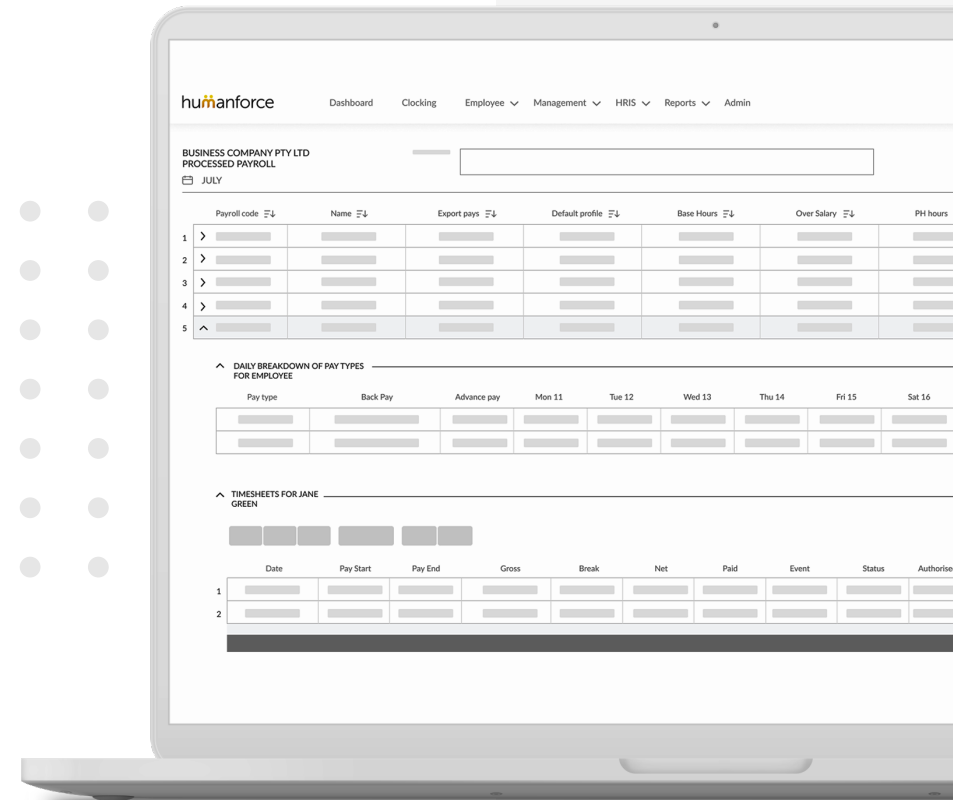 humanforce Dashboard Clocking Employee Management HRIS Reports Admin
BUSINESS COMPANY PTY LTD
PROCESSED PAYROLL
JULY
Payroll code Name Export pays Default profile Base Hours Over Salary PH hours
1
2
3
4
5
DAILY BREAKDOWN OF PAY TYPES
FOR EMPLOYEE
Pay type Back Pay Advance pay Mon 11 Tue 12 Wed 13 Thu 14 Fri 15 Sat 16
TIMESHEETS FOR JANE
GREEN
Date Pay Start Pay End Gross Break Net Paid Event Status Authorise
1
2